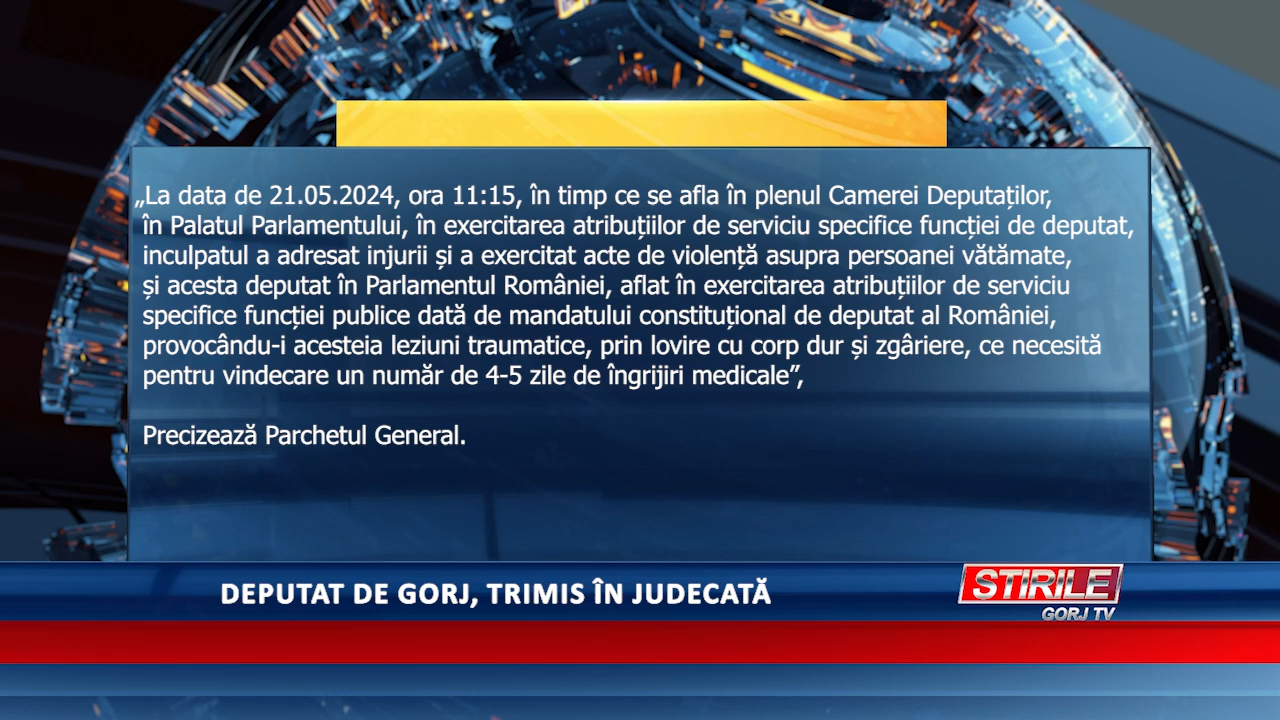 „La data de 21.05.2024, ora 11:15, în timp ce se afla în plenul Camerei Deputaților,
în Palatul Parlamentului, în exercitarea atribuțiilor de serviciu specifice funcției de deputat,
inculpatul a adresat injurii și a exercitat acte de violență asupra persoanei vătămate,
și acesta deputat în Parlamentul României, aflat în exercitarea atribuțiilor de serviciu
specifice funcției publice dată de mandatului constituțional de deputat al României,
provocându-i acesteia leziuni traumatice, prin lovire cu corp dur și zgâriere, ce necesită
pentru vindecare un număr de 4-5 zile de îngrijiri medicale”,
Precizează Parchetul General.
DEPUTAT DE GORJ, TRIMIS ÎN JUDECATĂ
STIRILE
GORJ TV